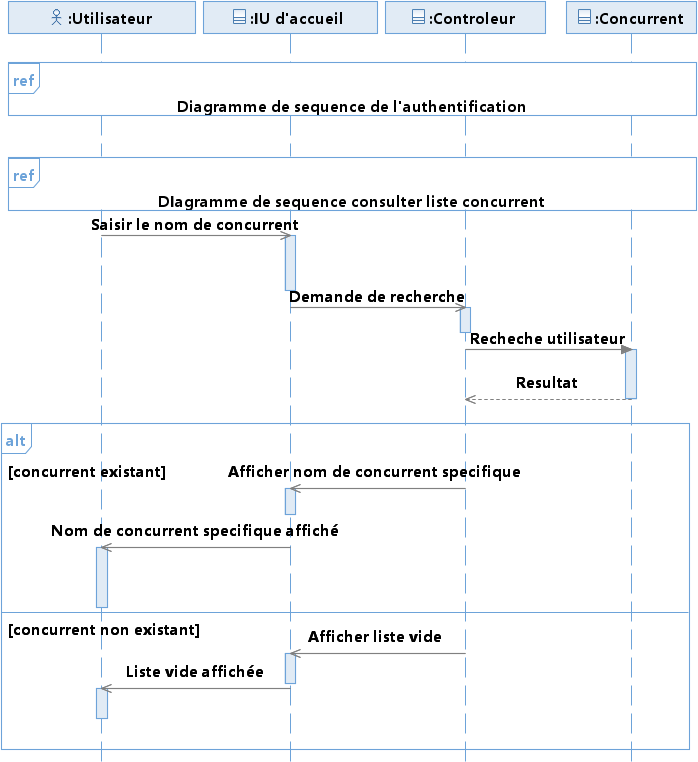 :Utilisateur
:IU d'accueil
:Controleur
:Concurrent
ref
Diagramme de sequence de l'authentification
ref
DIagramme de sequence consulter liste concurrent
Saisir le nom de concurrent
Demande de recherche
Recheche utilisateur
Resultat
alt
[concurrent existant]
Afficher nom de concurrent specifique
Nom de concurrent specifique affiché
[concurrent non existant]
Afficher liste vide
Liste vide affichée